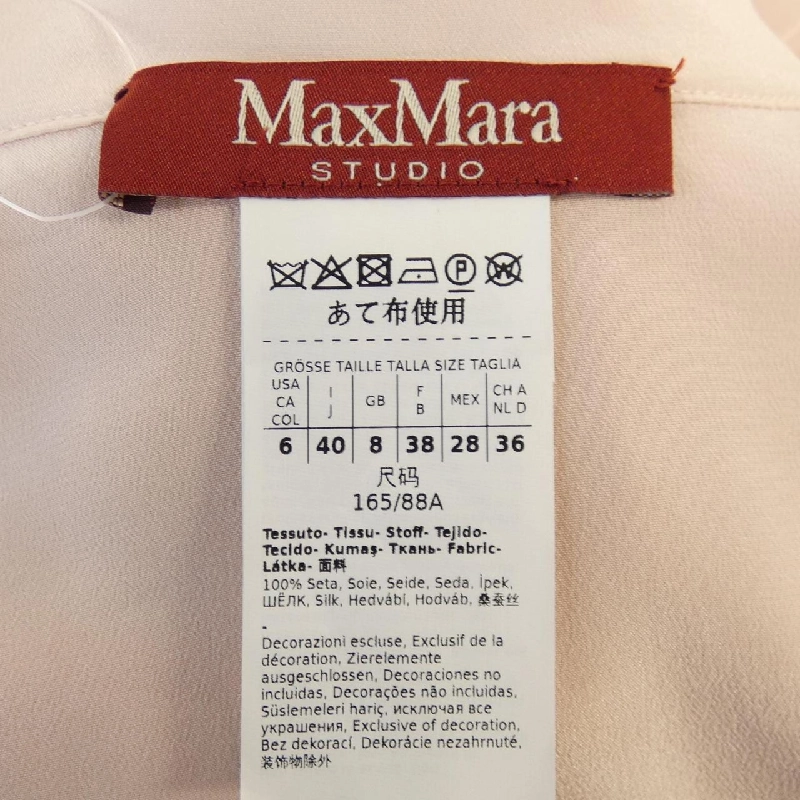 MaxMara
STUDIO
P W
あて布使用
GRÖSSE TAILLE TALLA SIZE TAGLIA
USA CA COL I J GB F B MEX CH A NL D
6 40 8 38 28 36
尺码
165/88A
Tessuto- Tissu- Stoff- Tejido-
Tecido- Kumaş- Ткань- Fabric-
Látka- 面料
100% Seta, Soie, Seide, Seda, İpek,
ШЁЛК, Silk, Hedvábí, Hodváb, 桑蚕丝
-
Decorazioni escluse, Exclusif de la
décoration, Zierelemente
ausgeschlossen, Decoraciones no
incluidas, Decorações não incluidas,
Süslemeleri hariç, исключая все
украшения, Exclusive of decoration,
Bez dekorací, Dekorácie nezahrnuté,
装饰物除外